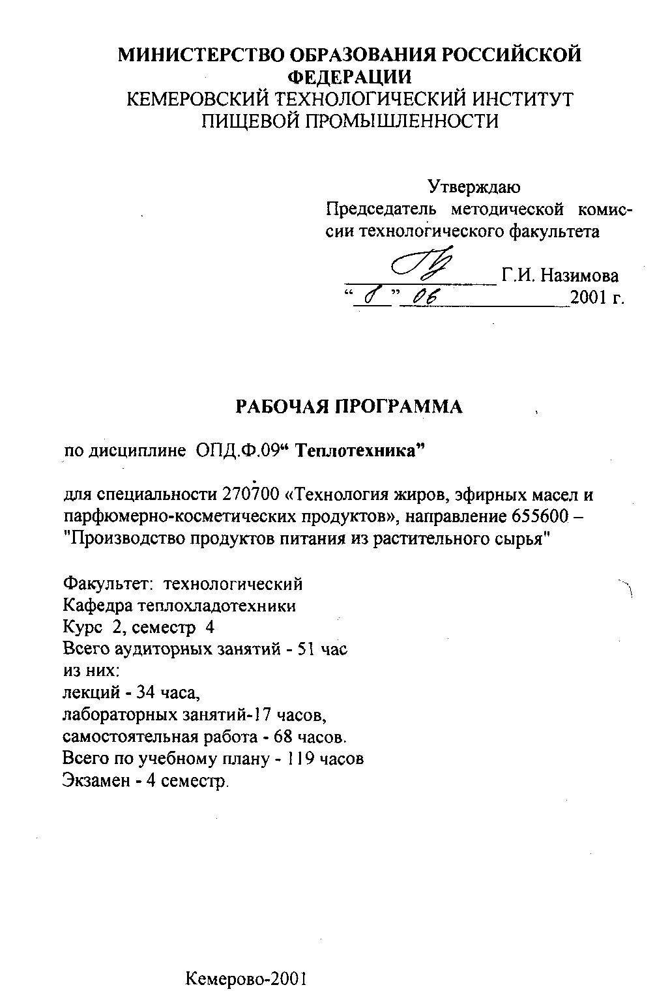 МИНИСТЕРСТВО ОБРАЗОВАНИЯ РОССИЙСКОЙ
ФЕДЕРАЦИИ
КЕМЕРОВСКИЙ ТЕХНОЛОГИЧЕСКИЙ ИНСТИТУТ
ПИЩЕВОЙ ПРОМЫШЛЕННОСТИ
Утверждаю
Председатель методической комис-
сии технологического факультета
Г.И. Назимова
“ 8 ” 06 2001 г.
РАБОЧАЯ ПРОГРАММА
по дисциплине ОПД.Ф.09“ Теплотехника”
для специальности 270700 «Технология жиров, эфирных масел и
парфюмерно-косметических продуктов», направление 655600 –
"Производство продуктов питания из растительного сырья"
Факультет: технологический
Кафедра теплохладотехники
Курс 2, семестр 4
Всего аудиторных занятий - 51 час
из них:
лекций - 34 часа,
лабораторных занятий-17 часов,
самостоятельная работа - 68 часов.
Всего по учебному плану - 119 часов
Экзамен - 4 семестр.
Кемерово-2001